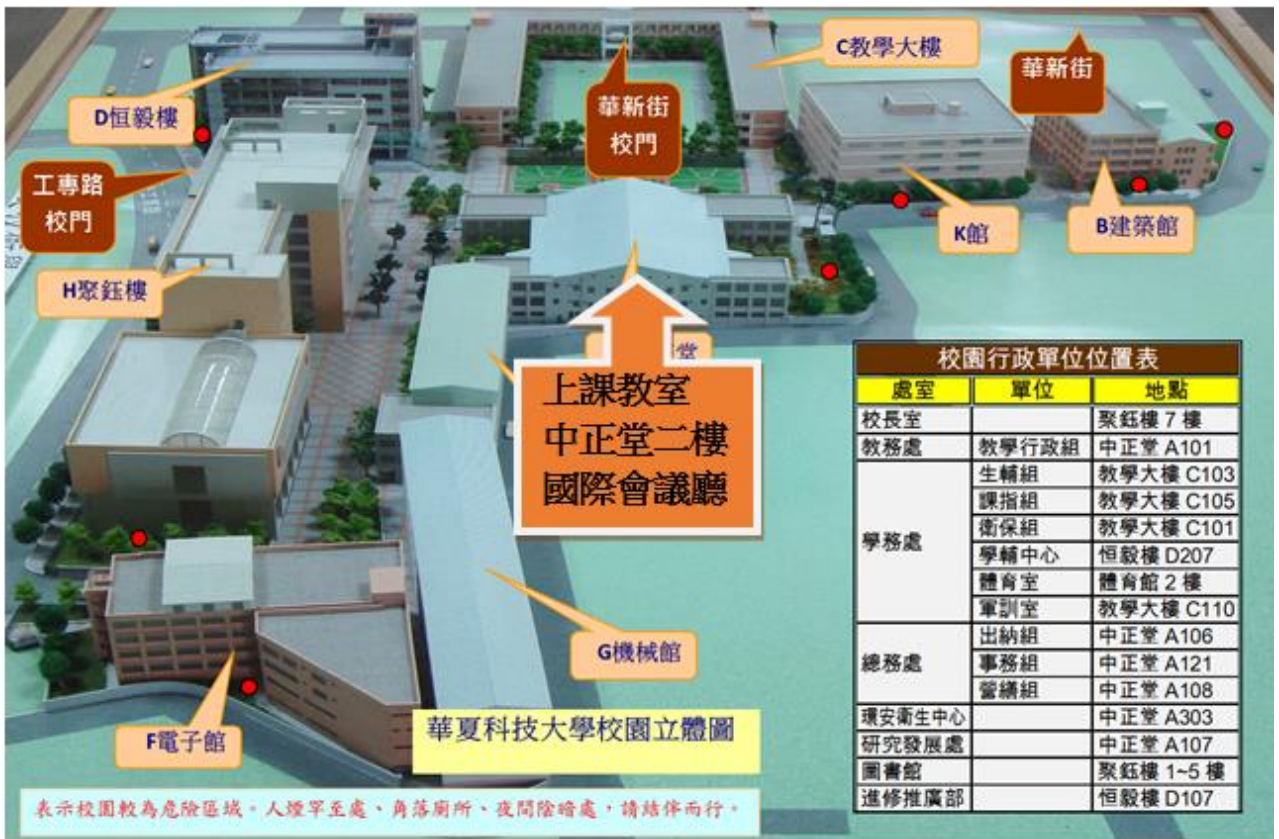 C教學大樓
華新街
華新街
校門
D恒毅樓
工專路
校門
K館
B建築館
H聚鈺樓
堂
上課教室
中正堂二樓
國際會議廳
G機械館
F電子館
華夏科技大學校園立體圖
表示校園較為危險區域。人煙罕至處、角落廁所、夜間陰暗處，請結伴而行。
校園行政單位位置表
處室 單位 地點
校長室 聚鈺樓 7 樓
教務處 教學行政組 中正堂 A101
學務處 生輔組 教學大樓 C103
課指組 教學大樓 C105
衛保組 教學大樓 C101
學輔中心 恒毅樓 D207
體育室 體育館 2 樓
軍訓室 教學大樓 C110
總務處 出納組 中正堂 A106
事務組 中正堂 A121
營繕組 中正堂 A108
環安衛生中心 中正堂 A303
研究發展處 中正堂 A107
圖書館 聚鈺樓 1~5 樓
進修推廣部 恒毅樓 D107